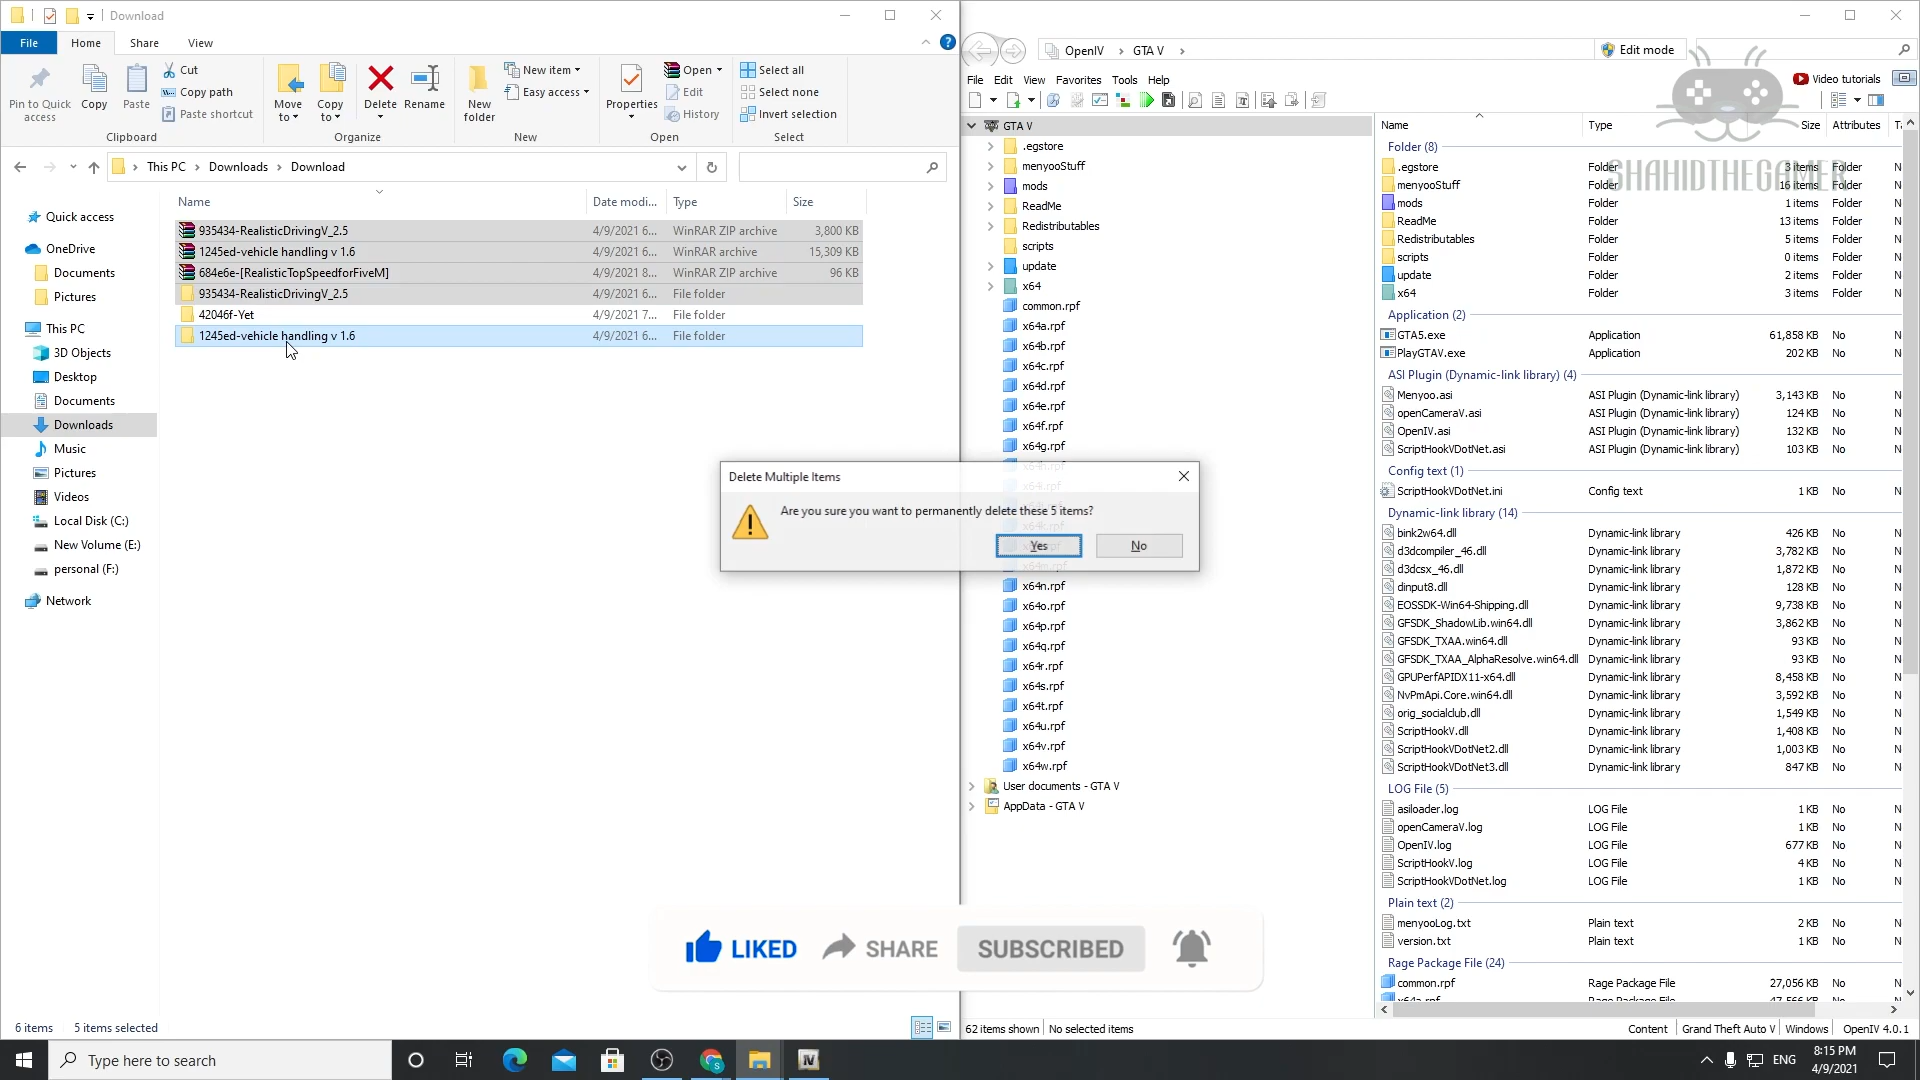 Download
File
Home
Share
View
Pin to Quick access
Copy
Paste
Cut
Copy path
Paste shortcut
Clipboard
Move to
Copy to
Delete
Rename
Organize
New folder
New item
Easy access
New
Properties
Open
Edit
History
Open
Select all
Select none
Invert selection
Select
This PC
Downloads
Download
Quick access
OneDrive
Documents
Pictures
This PC
3D Objects
Desktop
Documents
Downloads
Music
Pictures
Videos
Local Disk (C:)
New Volume (E:)
personal (F:)
Network
Name Date modi... Type Size
935434-RealisticDrivingV_2.5 4/9/2021 6... WinRAR ZIP archive 3,800 KB
1245ed-vehicle handling v 1.6 4/9/2021 6... WinRAR archive 15,309 KB
684e6e-[RealisticTopSpeedforFiveM] 4/9/2021 8... WinRAR ZIP archive 96 KB
935434-RealisticDrivingV_2.5 4/9/2021 6... File folder
42046f-Yet 4/9/2021 7... File folder
1245ed-vehicle handling v 1.6 4/9/2021 6... File folder
6 items 5 items selected
Delete Multiple Items
Are you sure you want to permanently delete these 5 items?
Yes
No
LIKED
SHARE
SUBSCRIBED
OpenIV
GTA V
Edit mode
File Edit View Favorites Tools Help
Video tutorials
SHAHIDTHEGAMER
GTA V
.egstore
menyooStuff
mods
ReadMe
Redistributables
scripts
update
x64
common.rpf
x64a.rpf
x64b.rpf
x64c.rpf
x64d.rpf
x64e.rpf
x64f.rpf
x64g.rpf
x64n.rpf
x64o.rpf
x64p.rpf
x64q.rpf
x64r.rpf
x64s.rpf
x64t.rpf
x64u.rpf
x64v.rpf
x64w.rpf
User documents - GTA V
AppData - GTA V
Name Type Size Attributes
Folder (8)
.egstore Folder 3 items Folder N
menyooStuff Folder 16 items Folder N
mods Folder 1 items Folder N
ReadMe Folder 13 items Folder N
Redistributables Folder 5 items Folder N
scripts Folder 0 items Folder N
update Folder 2 items Folder N
x64 Folder 3 items Folder N
Application (2)
GTA5.exe Application 61,858 KB No N
PlayGTAV.exe Application 202 KB No N
ASI Plugin (Dynamic-link library) (4)
Menyoo.asi ASI Plugin (Dynamic-link library) 3,143 KB No N
openCameraV.asi ASI Plugin (Dynamic-link library) 124 KB No N
OpenIV.asi ASI Plugin (Dynamic-link library) 132 KB No N
ScriptHookVDotNet.asi ASI Plugin (Dynamic-link library) 103 KB No N
Config text (1)
ScriptHookVDotNet.ini Config text 1 KB No N
Dynamic-link library (14)
bink2w64.dll Dynamic-link library 426 KB No N
d3dcompiler_46.dll Dynamic-link library 3,782 KB No N
d3dcsx_46.dll Dynamic-link library 1,872 KB No N
dinput8.dll Dynamic-link library 128 KB No N
EOSSDK-Win64-Shipping.dll Dynamic-link library 9,738 KB No N
GFSDK_ShadowLib.win64.dll Dynamic-link library 3,862 KB No N
GFSDK_TXAA.win64.dll Dynamic-link library 93 KB No N
GFSDK_TXAA_AlphaResolve.win64.dll Dynamic-link library 93 KB No N
GPUPerfAPIDX11-x64.dll Dynamic-link library 8,458 KB No N
NvPmApi.Core.win64.dll Dynamic-link library 3,592 KB No N
orig_socialclub.dll Dynamic-link library 1,549 KB No N
ScriptHookV.dll Dynamic-link library 1,408 KB No N
ScriptHookVDotNet2.dll Dynamic-link library 1,003 KB No N
ScriptHookVDotNet3.dll Dynamic-link library 847 KB No N
LOG File (5)
asiloader.log LOG File 1 KB No N
openCameraV.log LOG File 1 KB No N
OpenIV.log LOG File 677 KB No N
ScriptHookV.log LOG File 4 KB No N
ScriptHookVDotNet.log LOG File 1 KB No N
Plain text (2)
menyooLog.txt Plain text 2 KB No N
version.txt Plain text 1 KB No N
Rage Package File (24)
common.rpf Rage Package File 27,056 KB No N
x64a.rpf Rage Package File 47,566 KB No N
62 items shown No selected items
Content Grand Theft Auto V Windows OpenIV 4.0.1
Type here to search
ENG
8:15 PM
4/9/2021